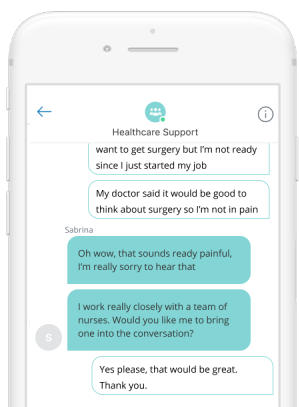 Healthcare Support
want to get surgery but I'm not ready
since I just started my job
My doctor said it would be good to
think about surgery so I'm not in pain
Sabrina
Oh wow, that sounds ready painful,
I'm really sorry to hear that
I work really closely with a team of
nurses. Would you like me to bring
one into the conversation?
S
Yes please, that would be great.
Thank you.